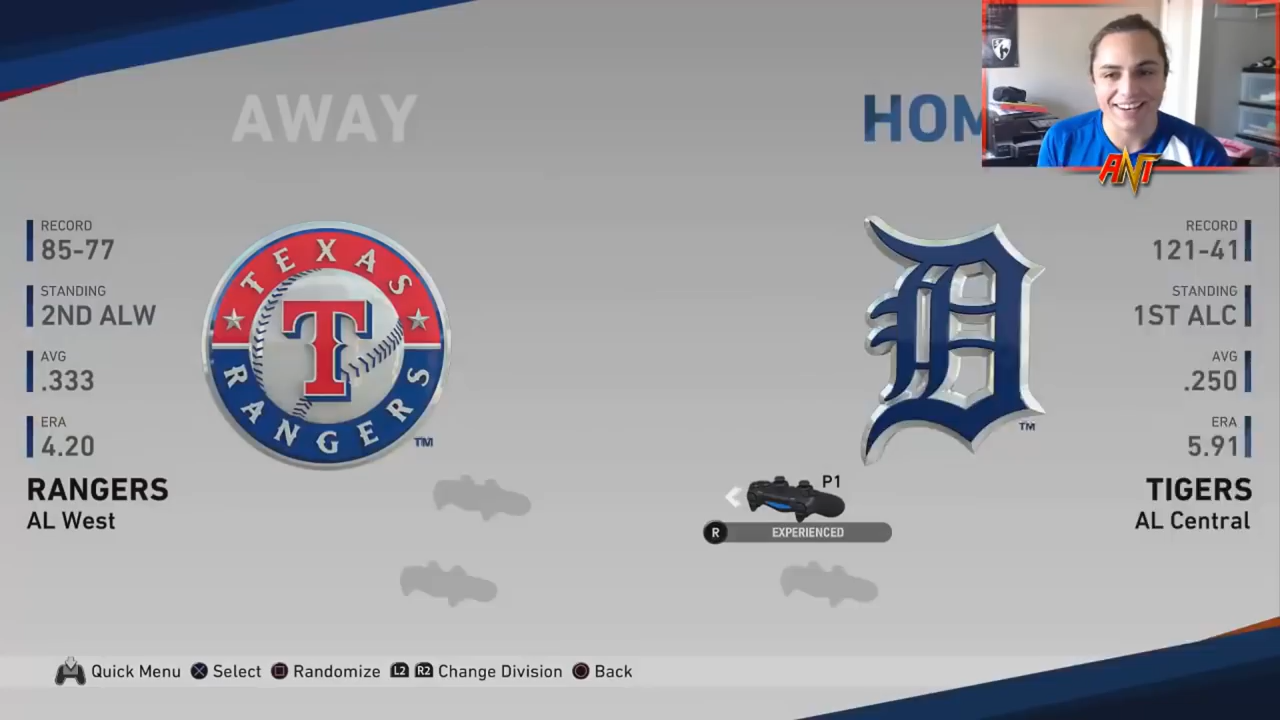 AWAY
HOM
ANT
RECORD
85-77
STANDING
2ND ALW
AVG
.333
ERA
4.20
RANGERS
AL West
TEXAS
T
RANGERS
TM
D
TM
RECORD
121-41
STANDING
1ST ALC
AVG
.250
ERA
5.91
TIGERS
AL Central
P1
R EXPERIENCED
Quick Menu Select Randomize L2 R2 Change Division Back